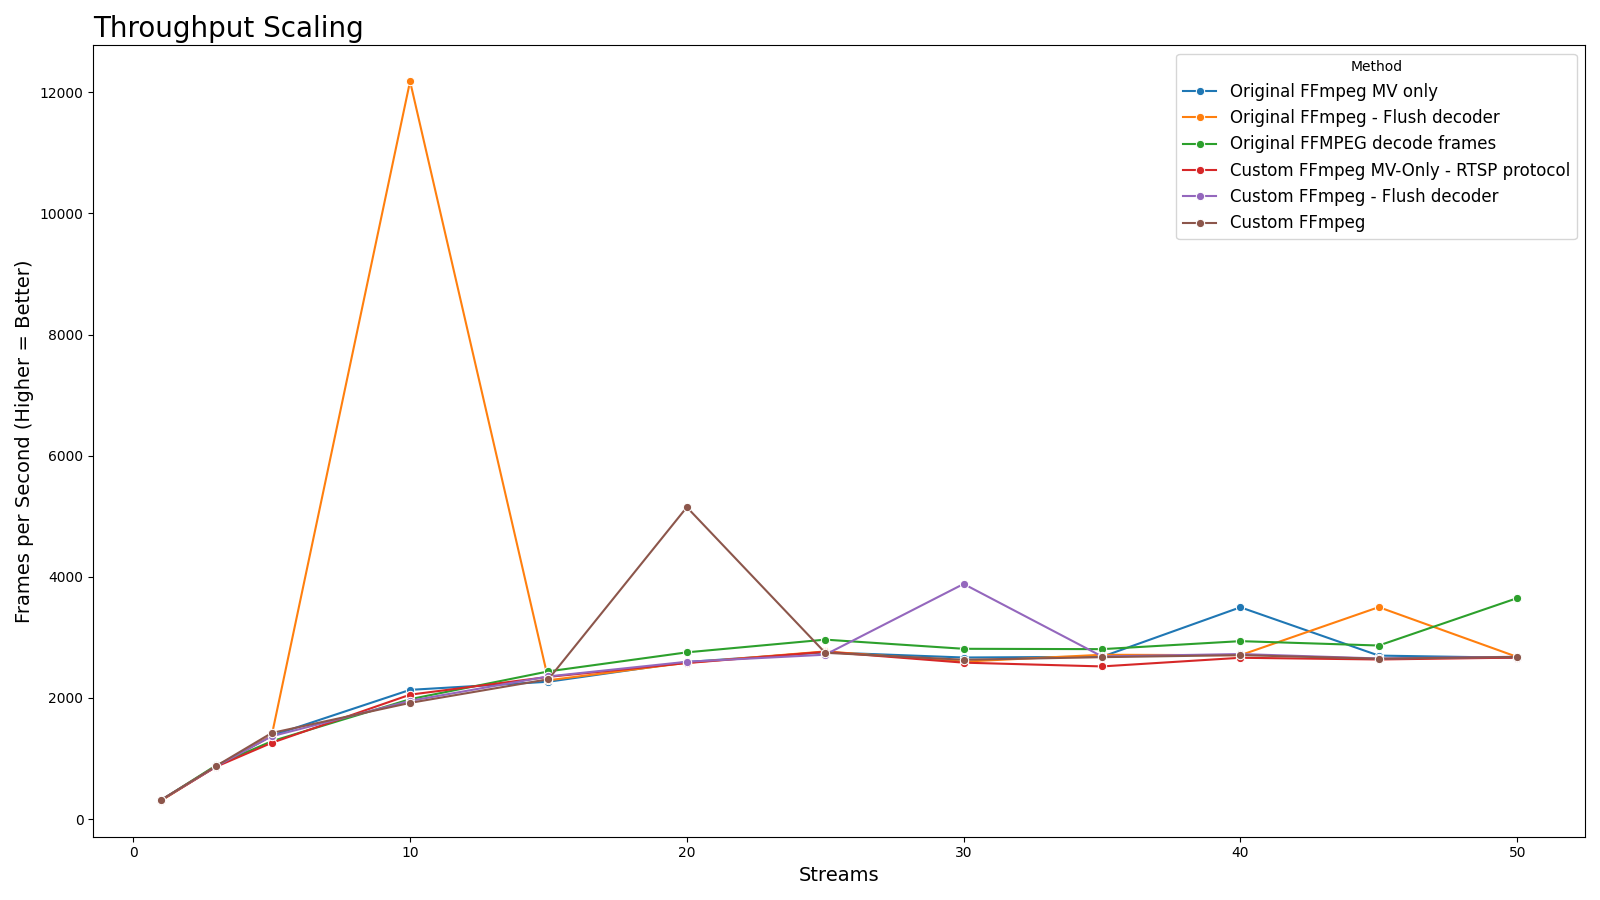 Throughput Scaling
Method
Original FFmpeg MV only
Original FFmpeg - Flush decoder
Original FFMPEG decode frames
Custom FFmpeg MV-Only - RTSP protocol
Custom FFmpeg - Flush decoder
Custom FFmpeg
Frames per Second (Higher = Better)
12000
10000
8000
6000
4000
2000
0
0 10 20 30 40 50
Streams